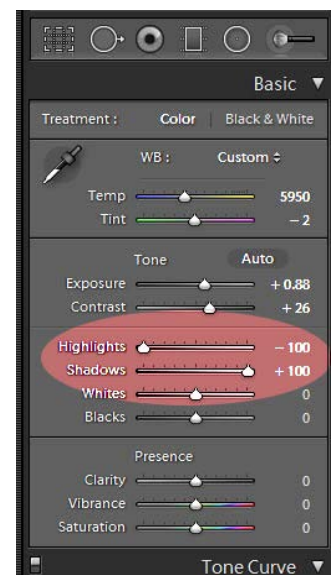 Basic ▼
Treatment : Color | Black & White
WB : Custom
Temp 5950
Tint – 2
Tone Auto
Exposure + 0.88
Contrast + 26
Highlights – 100
Shadows + 100
Whites 0
Blacks 0
Presence
Clarity 0
Vibrance 0
Saturation 0
Tone Curve ▼